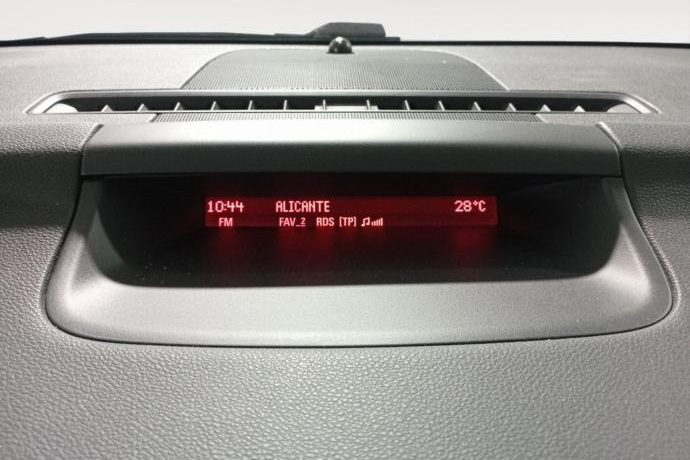 10:44 ALICANTE 28°C
FM FAV_2 RDS [TP]